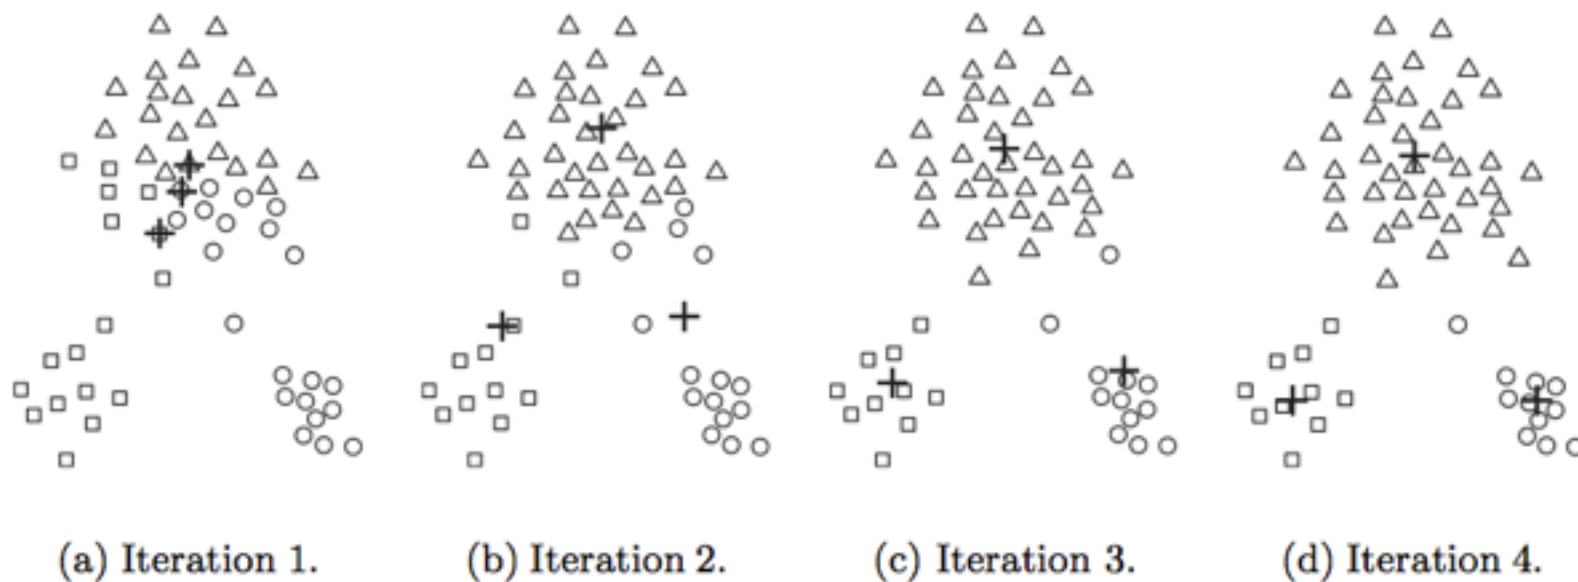 (a) Iteration 1.
(b) Iteration 2.
(c) Iteration 3.
(d) Iteration 4.